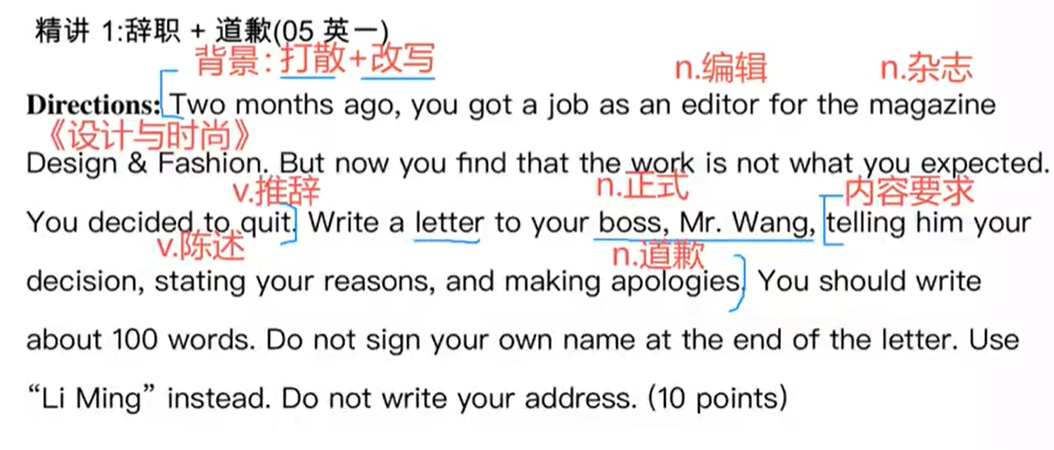 精讲 1:辞职 + 道歉(05 英一)
背景:打散+改写
n.编辑 n.杂志
Directions: Two months ago, you got a job as an editor for the magazine
《设计与时尚》
Design & Fashion. But now you find that the work is not what you expected.
v.推辞 n.正式 内容要求
You decided to quit. Write a letter to your boss, Mr. Wang, telling him your
v.陈述 n.道歉
decision, stating your reasons, and making apologies. You should write
about 100 words. Do not sign your own name at the end of the letter. Use
“Li Ming” instead. Do not write your address. (10 points)